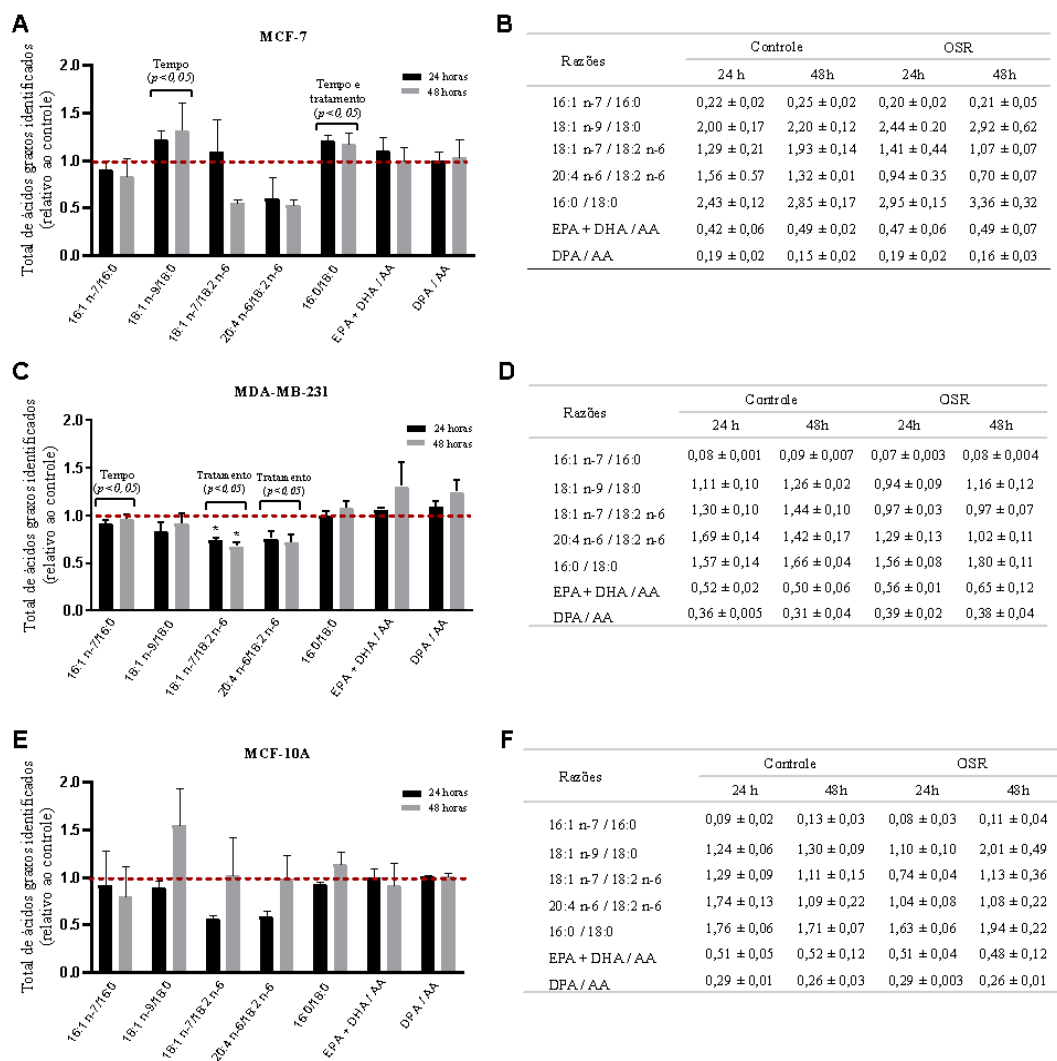 A
MCF-7
Total de ácidos graxos identificados
(relativo ao controle)
2.0
1.5
1.0
0.5
0.0
Tempo
(p<0,05)
Tempo e
tratamento
(p<0,05)
24 horas
48 horas
16:1 n-7/16:0
18:1 n-9/18:0
18:1 n-7/18:2 n-6
20:4 n-6/18:2 n-6
16:0/18:0
EPA + DHA / AA
DPA / AA
B
Razões Controle OSR
24 h 48h 24h 48h
16:1 n-7 / 16:0 0,22 ± 0,02 0,25 ± 0,02 0,20 ± 0,02 0,21 ± 0,05
18:1 n-9 / 18:0 2,00 ± 0,17 2,20 ± 0,12 2,44 ± 0.20 2,92 ± 0,62
18:1 n-7 / 18:2 n-6 1,29 ± 0,21 1,93 ± 0,14 1,41 ± 0,44 1,07 ± 0,07
20:4 n-6 / 18:2 n-6 1,56 ± 0.57 1,32 ± 0,01 0,94 ± 0.35 0,70 ± 0,07
16:0 / 18:0 2,43 ± 0,12 2,85 ± 0,17 2,95 ± 0,15 3,36 ± 0,32
EPA + DHA / AA 0,42 ± 0,06 0,49 ± 0,02 0,47 ± 0,06 0,49 ± 0,07
DPA / AA 0,19 ± 0,02 0,15 ± 0,02 0,19 ± 0,02 0,16 ± 0,03
C
MDA-MB-231
Total de ácidos graxos identificados
(relativo ao controle)
2.0
1.5
1.0
0.5
0.0
Tempo
(p<0,05)
Tratamento
(p<0,05)
Tratamento
(p<0,05)
* *
24 horas
48 horas
16:1 n-7/16:0
18:1 n-9/18:0
18:1 n-7/18:2 n-6
20:4 n-6/18:2 n-6
16:0/18:0
EPA + DHA / AA
DPA / AA
D
Razões Controle OSR
24 h 48h 24h 48h
16:1 n-7 / 16:0 0,08 ± 0,001 0,09 ± 0,007 0,07 ± 0,003 0,08 ± 0,004
18:1 n-9 / 18:0 1,11 ± 0,10 1,26 ± 0,02 0,94 ± 0,09 1,16 ± 0,12
18:1 n-7 / 18:2 n-6 1,30 ± 0,10 1,44 ± 0,10 0,97 ± 0,03 0,97 ± 0,07
20:4 n-6 / 18:2 n-6 1,69 ± 0,14 1,42 ± 0,17 1,29 ± 0,13 1,02 ± 0,11
16:0 / 18:0 1,57 ± 0,14 1,66 ± 0,04 1,56 ± 0,08 1,80 ± 0,11
EPA + DHA / AA 0,52 ± 0,02 0,50 ± 0,06 0,56 ± 0,01 0,65 ± 0,12
DPA / AA 0,36 ± 0,005 0,31 ± 0,04 0,39 ± 0,02 0,38 ± 0,04
E
MCF-10A
Total de ácidos graxos identificados
(relativo ao controle)
2.0
1.5
1.0
0.5
0.0
24 horas
48 horas
16:1 n-7/16:0
18:1 n-9/18:0
18:1 n-7/18:2 n-6
20:4 n-6/18:2 n-6
16:0/18:0
EPA + DHA / AA
DPA / AA
F
Razões Controle OSR
24 h 48h 24h 48h
16:1 n-7 / 16:0 0,09 ± 0,02 0,13 ± 0,03 0,08 ± 0,03 0,11 ± 0,04
18:1 n-9 / 18:0 1,24 ± 0,06 1,30 ± 0,09 1,10 ± 0,10 2,01 ± 0,49
18:1 n-7 / 18:2 n-6 1,29 ± 0,09 1,11 ± 0,15 0,74 ± 0,04 1,13 ± 0,36
20:4 n-6 / 18:2 n-6 1,74 ± 0,13 1,09 ± 0,22 1,04 ± 0,08 1,08 ± 0,22
16:0 / 18:0 1,76 ± 0,06 1,71 ± 0,07 1,63 ± 0,06 1,94 ± 0,22
EPA + DHA / AA 0,51 ± 0,05 0,52 ± 0,12 0,51 ± 0,04 0,48 ± 0,12
DPA / AA 0,29 ± 0,01 0,26 ± 0,03 0,29 ± 0,003 0,26 ± 0,01